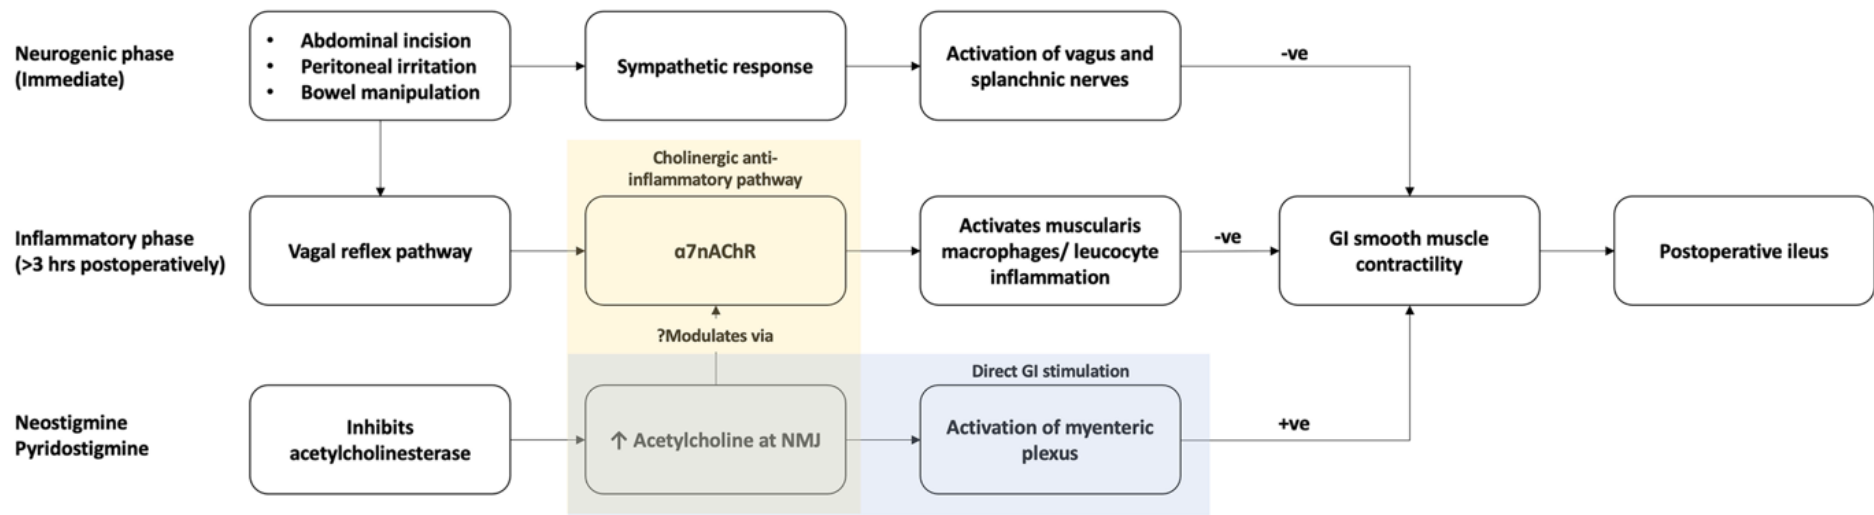 Neurogenic phase
(Immediate)
• Abdominal incision
• Peritoneal irritation
• Bowel manipulation
Sympathetic response
Activation of vagus and
splanchnic nerves
-ve
Cholinergic anti-
inflammatory pathway
Inflammatory phase
(>3 hrs postoperatively)
Vagal reflex pathway
α7nAChR
Activates muscularis
macrophages/ leucocyte
inflammation
-ve
GI smooth muscle
contractility
Postoperative ileus
?Modulates via
Direct GI stimulation
Neostigmine
Pyridostigmine
Inhibits
acetylcholinesterase
↑ Acetylcholine at NMJ
Activation of myenteric
plexus
+ve